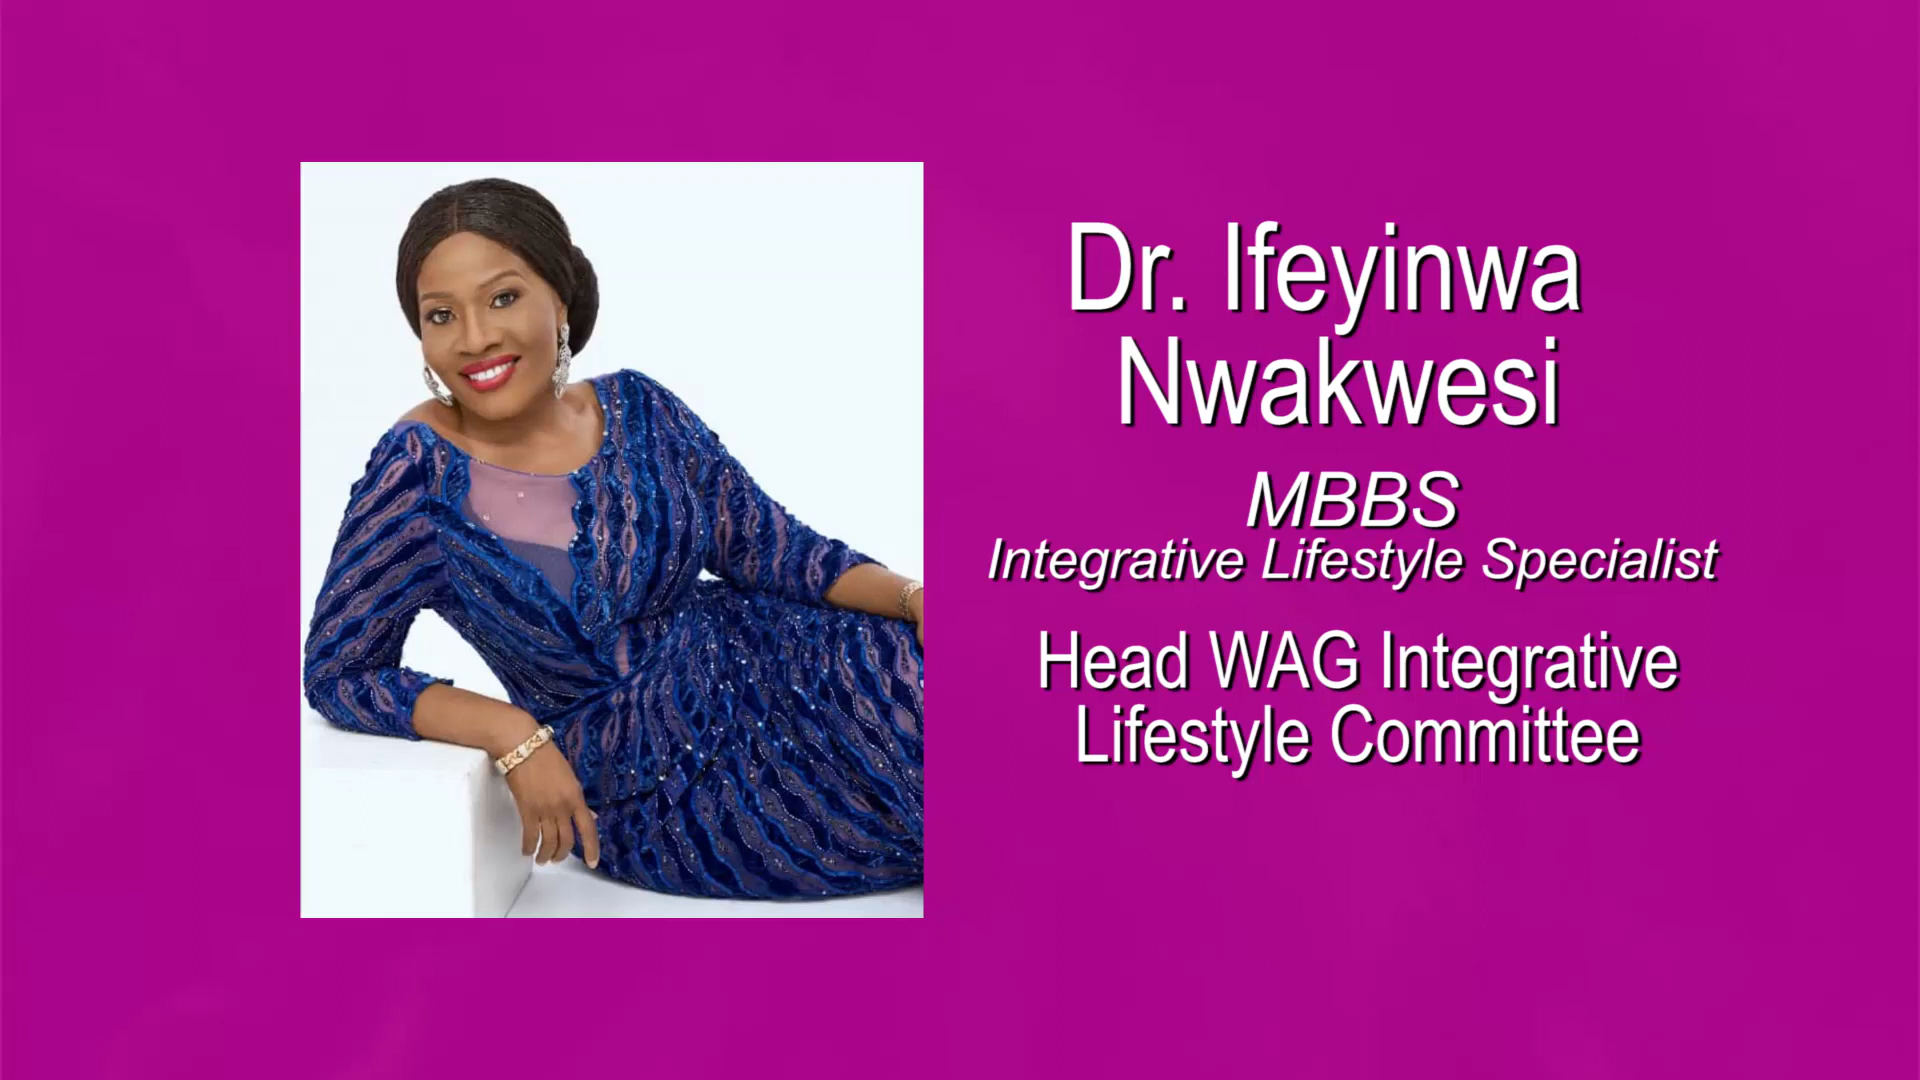 Dr. Ifeyinwa
Nwakwesi
MBBS
Integrative Lifestyle Specialist
Head WAG Integrative
Lifestyle Committee